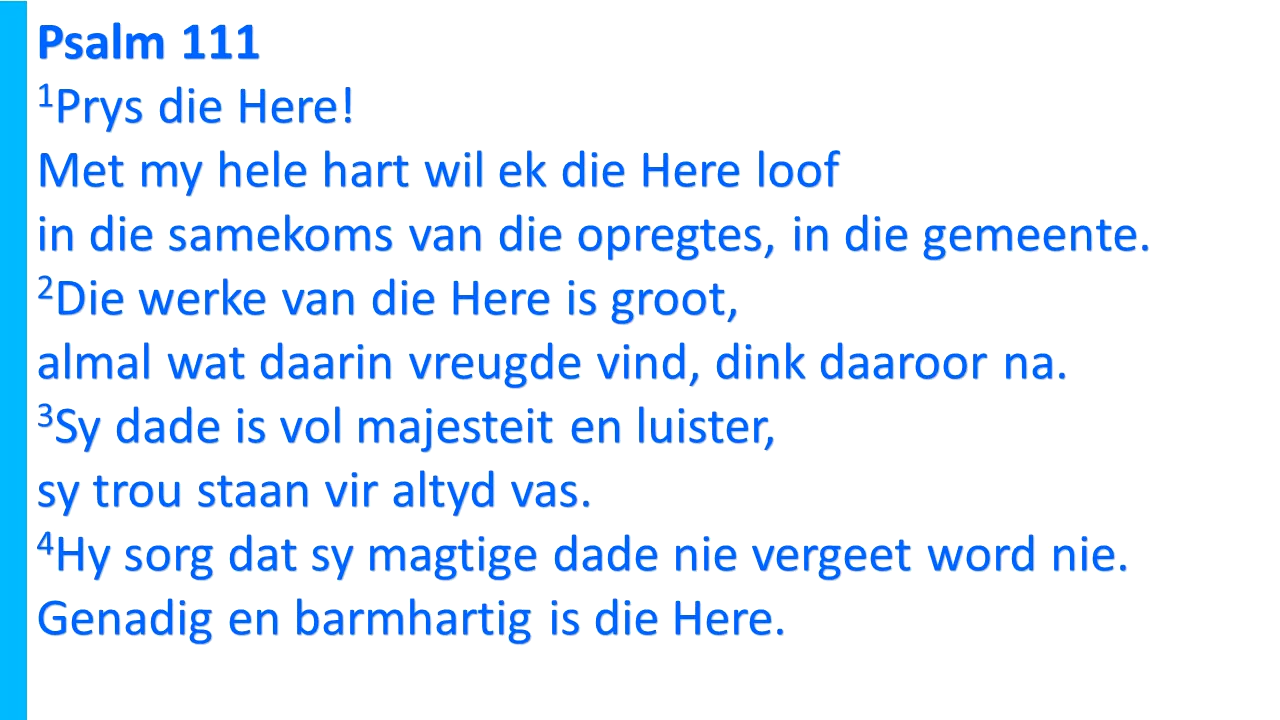 Psalm 111
¹Prys die Here!
Met my hele hart wil ek die Here loof
in die samekoms van die opregtes, in die gemeente.
²Die werke van die Here is groot,
almal wat daarin vreugde vind, dink daaroor na.
³Sy dade is vol majesteit en luister,
sy trou staan vir altyd vas.
⁴Hy sorg dat sy magtige dade nie vergeet word nie.
Genadig en barmhartig is die Here.